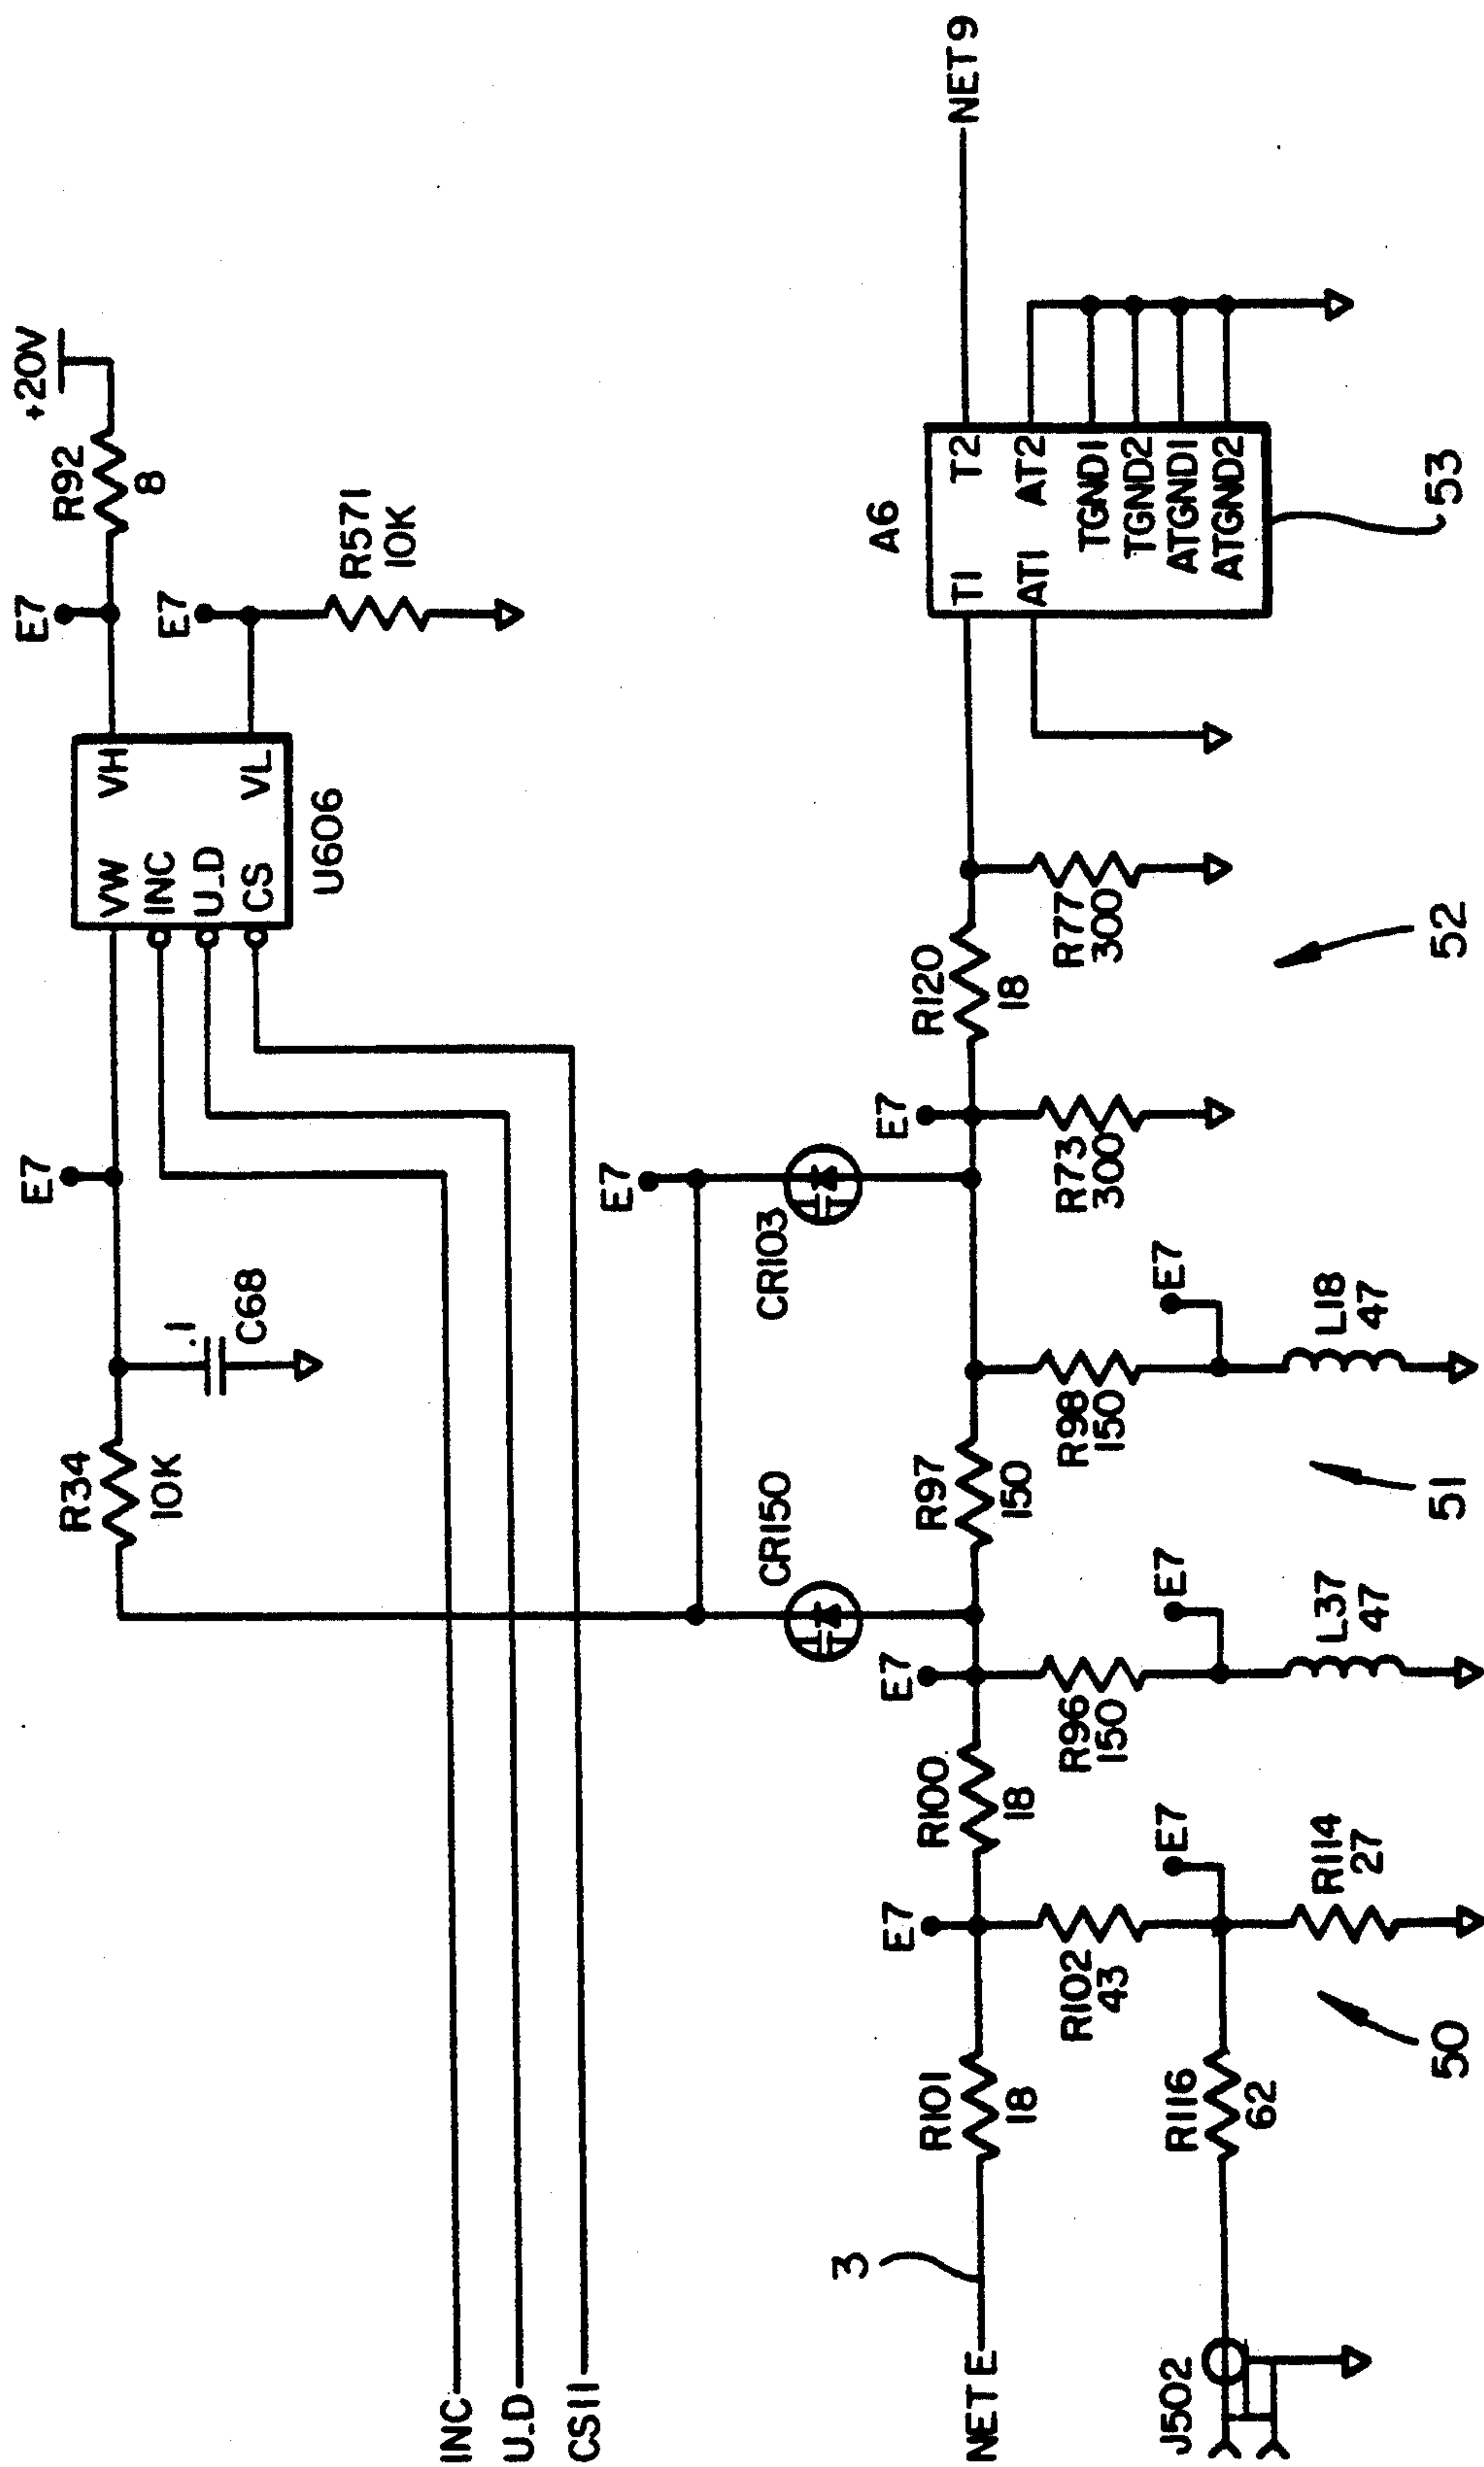 +20V
R92
8
E7
E7
R571
10K
VW
VH
INC
U_D
CS
VL
U606
E7
R34
10K
.1
C68
INC
U_D
CS11
E7
CR150
CR103
NET E
3
R101
18
E7
R100
18
E7
R97
150
E7
R120
18
A6
T1
T2
AT1
AT2
TGND1
TGND2
ATGND1
ATGND2
NET9
53
J502
R116
62
R102
43
E7
R114
27
R96
150
E7
L37
47
R98
150
E7
L18
47
R73
300
R77
300
50
51
52